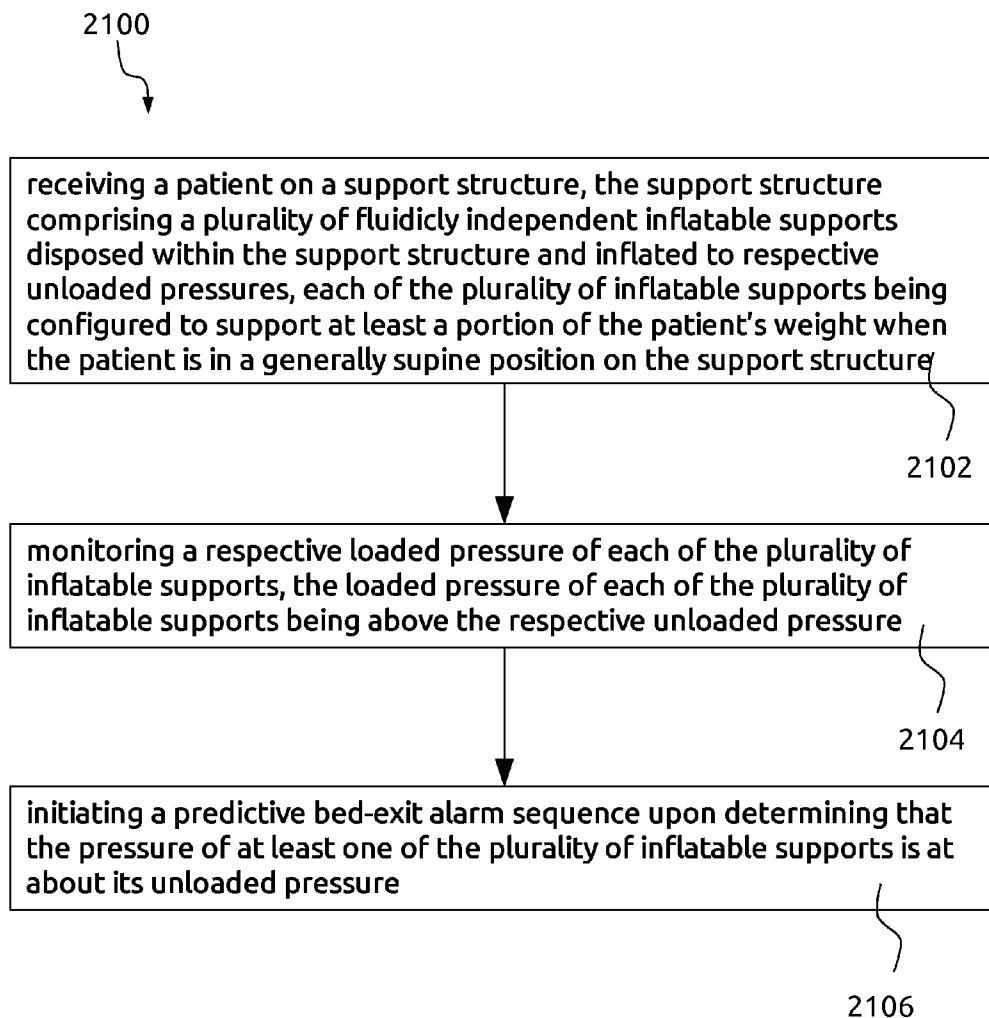 2100
receiving a patient on a support structure, the support structure
comprising a plurality of fluidicly independent inflatable supports
disposed within the support structure and inflated to respective
unloaded pressures, each of the plurality of inflatable supports being
configured to support at least a portion of the patient's weight when
the patient is in a generally supine position on the support structure
2102
monitoring a respective loaded pressure of each of the plurality of
inflatable supports, the loaded pressure of each of the plurality of
inflatable supports being above the respective unloaded pressure
2104
initiating a predictive bed-exit alarm sequence upon determining that
the pressure of at least one of the plurality of inflatable supports is at
about its unloaded pressure
2106